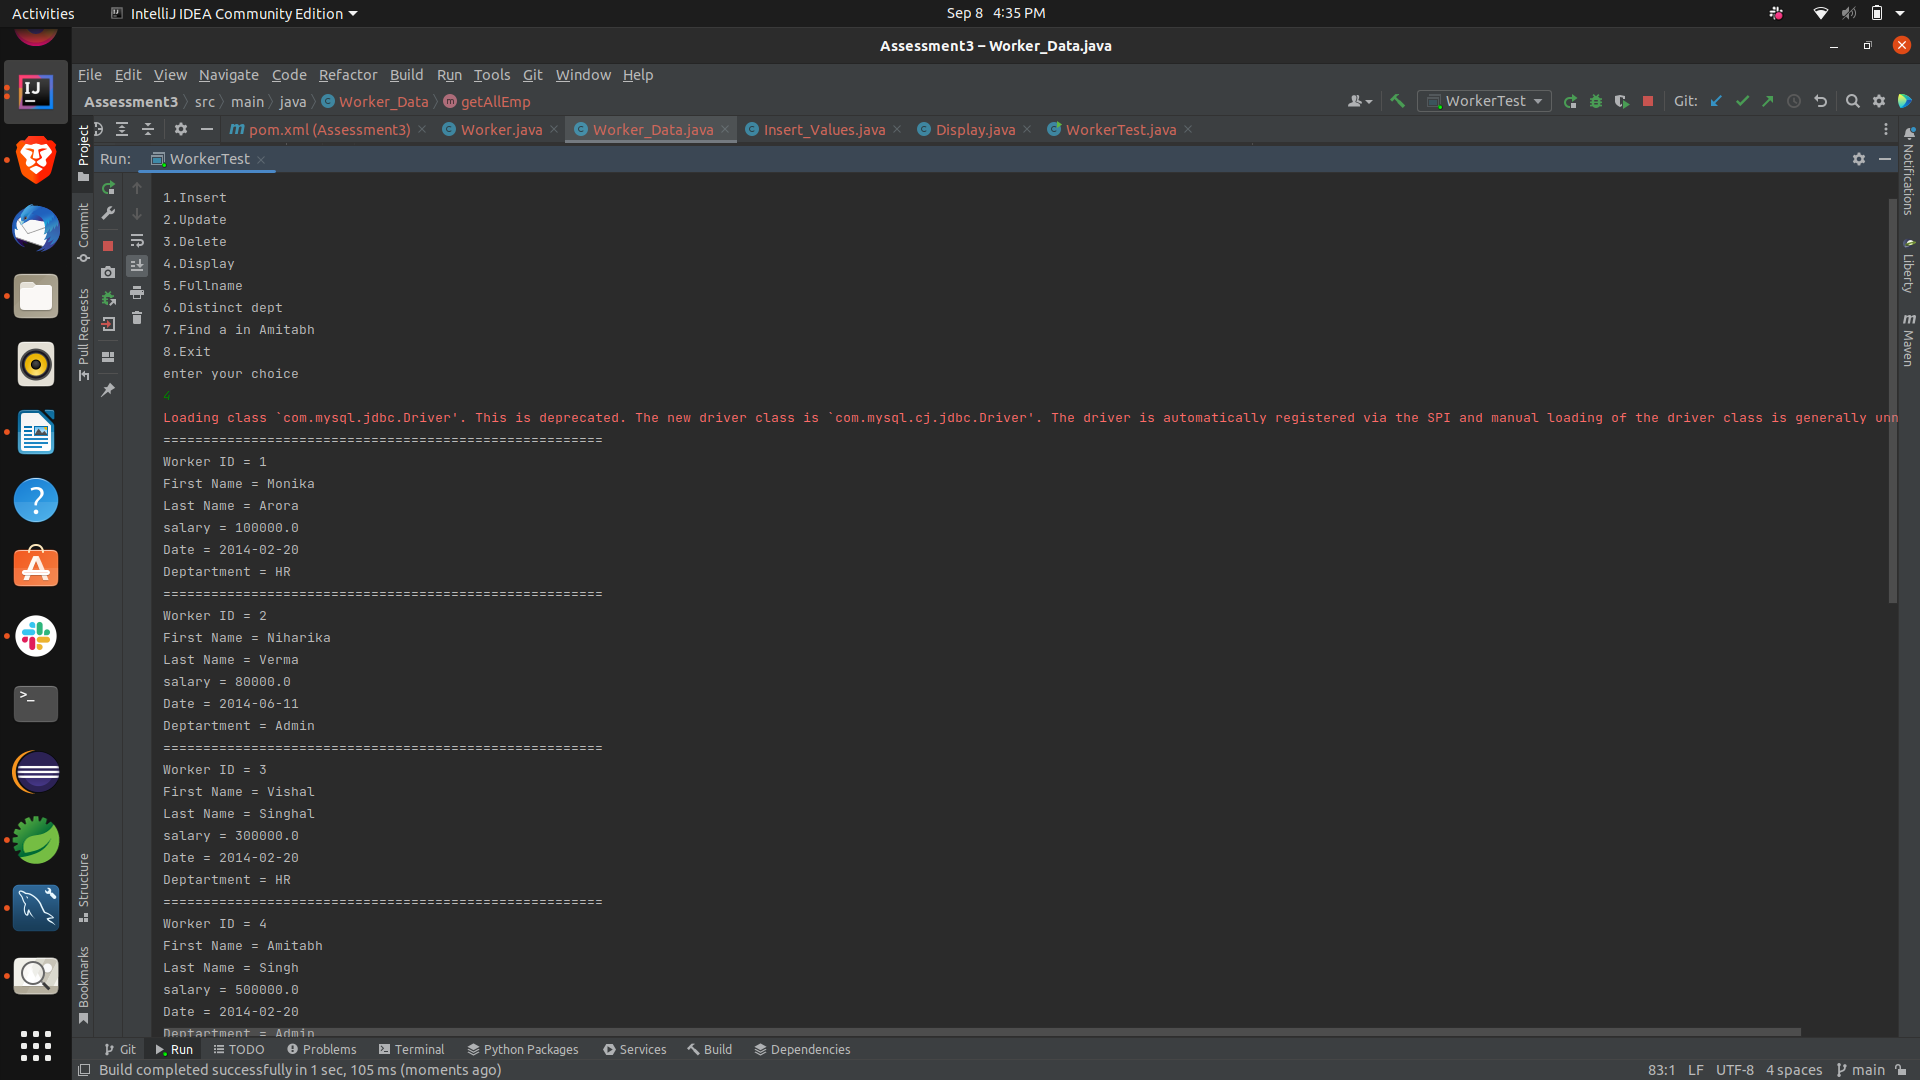 Activities IntelliJ IDEA Community Edition Sep 8 4:35 PM
Assessment3 – Worker_Data.java
File Edit View Navigate Code Refactor Build Run Tools Git Window Help
Assessment3 src main java Worker_Data getAllEmp WorkerTest Git:
pom.xml (Assessment3) Worker.java Worker_Data.java Insert_Values.java Display.java WorkerTest.java
Run: WorkerTest
1.Insert
2.Update
3.Delete
4.Display
5.Fullname
6.Distinct dept
7.Find a in Amitabh
8.Exit
enter your choice
4
Loading class `com.mysql.jdbc.Driver'. This is deprecated. The new driver class is `com.mysql.cj.jdbc.Driver'. The driver is automatically registered via the SPI and manual loading of the driver class is generally unn
=======================================================
Worker ID = 1
First Name = Monika
Last Name = Arora
salary = 100000.0
Date = 2014-02-20
Deptartment = HR
=======================================================
Worker ID = 2
First Name = Niharika
Last Name = Verma
salary = 80000.0
Date = 2014-06-11
Deptartment = Admin
=======================================================
Worker ID = 3
First Name = Vishal
Last Name = Singhal
salary = 300000.0
Date = 2014-02-20
Deptartment = HR
=======================================================
Worker ID = 4
First Name = Amitabh
Last Name = Singh
salary = 500000.0
Date = 2014-02-20
Deptartment = Admin
Project
Commit
Pull Requests
Structure
Bookmarks
Notifications
Liberty
Maven
Git Run TODO Problems Terminal Python Packages Services Build Dependencies
Build completed successfully in 1 sec, 105 ms (moments ago) 83:1 LF UTF-8 4 spaces main